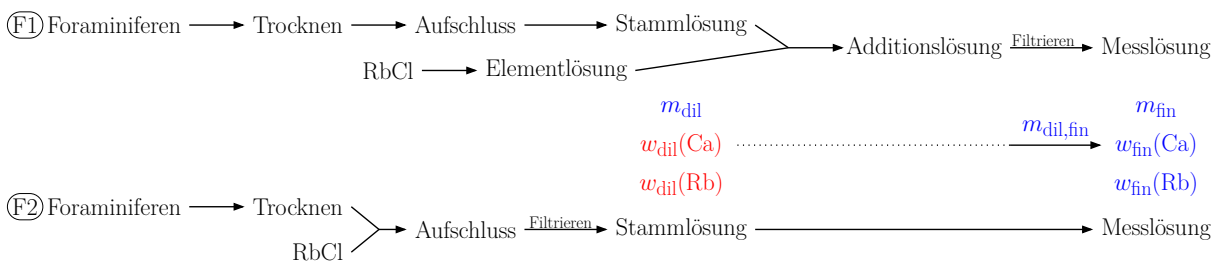 F1 Foraminiferen Trocknen Aufschluss Stammlösung
Additionslösung Filtrieren Messlösung
RbCl Elementlösung
m_dil m_fin
m_dil,fin
w_dil(Ca) w_fin(Ca)
w_dil(Rb) w_fin(Rb)
F2 Foraminiferen Trocknen
Aufschluss Filtrieren Stammlösung Messlösung
RbCl